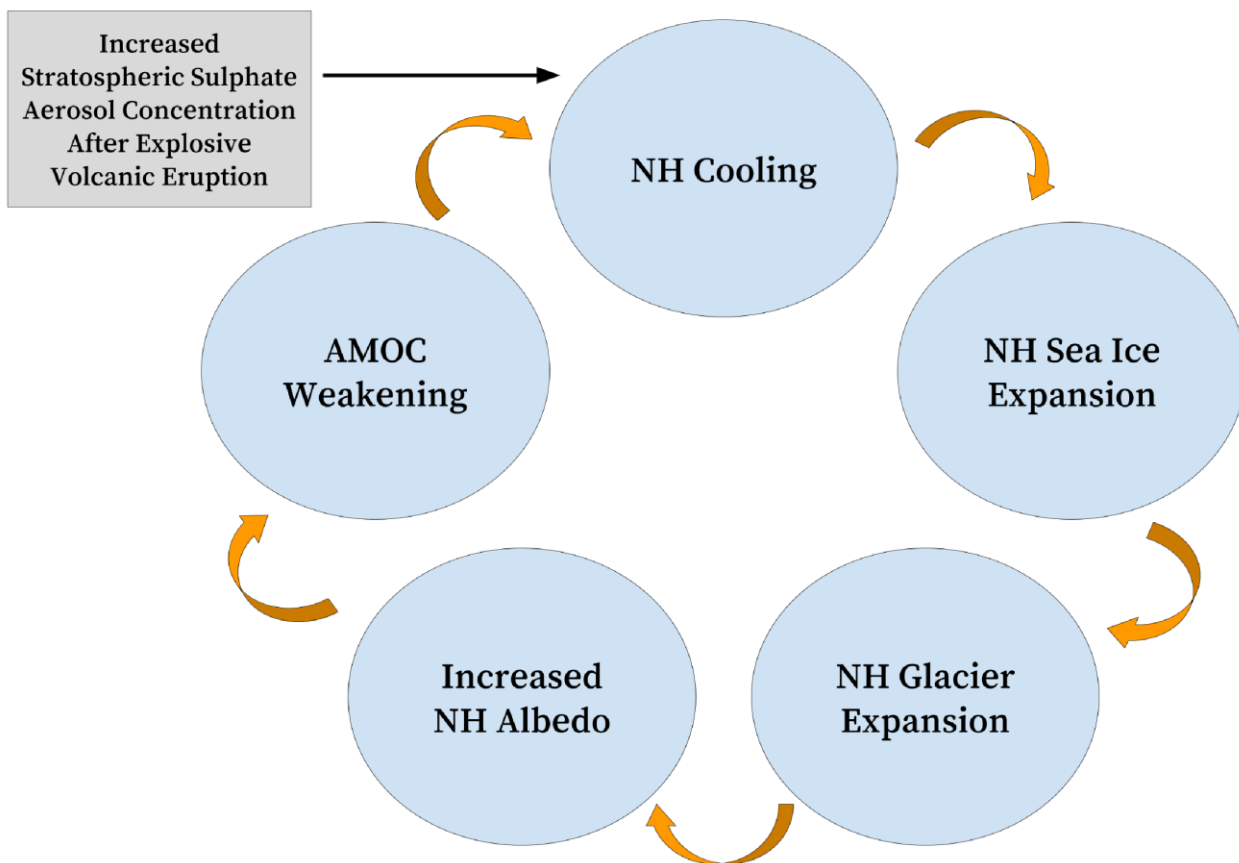 Increased
Stratospheric Sulphate
Aerosol Concentration
After Explosive
Volcanic Eruption
NH Cooling
NH Sea Ice
Expansion
NH Glacier
Expansion
Increased
NH Albedo
AMOC
Weakening